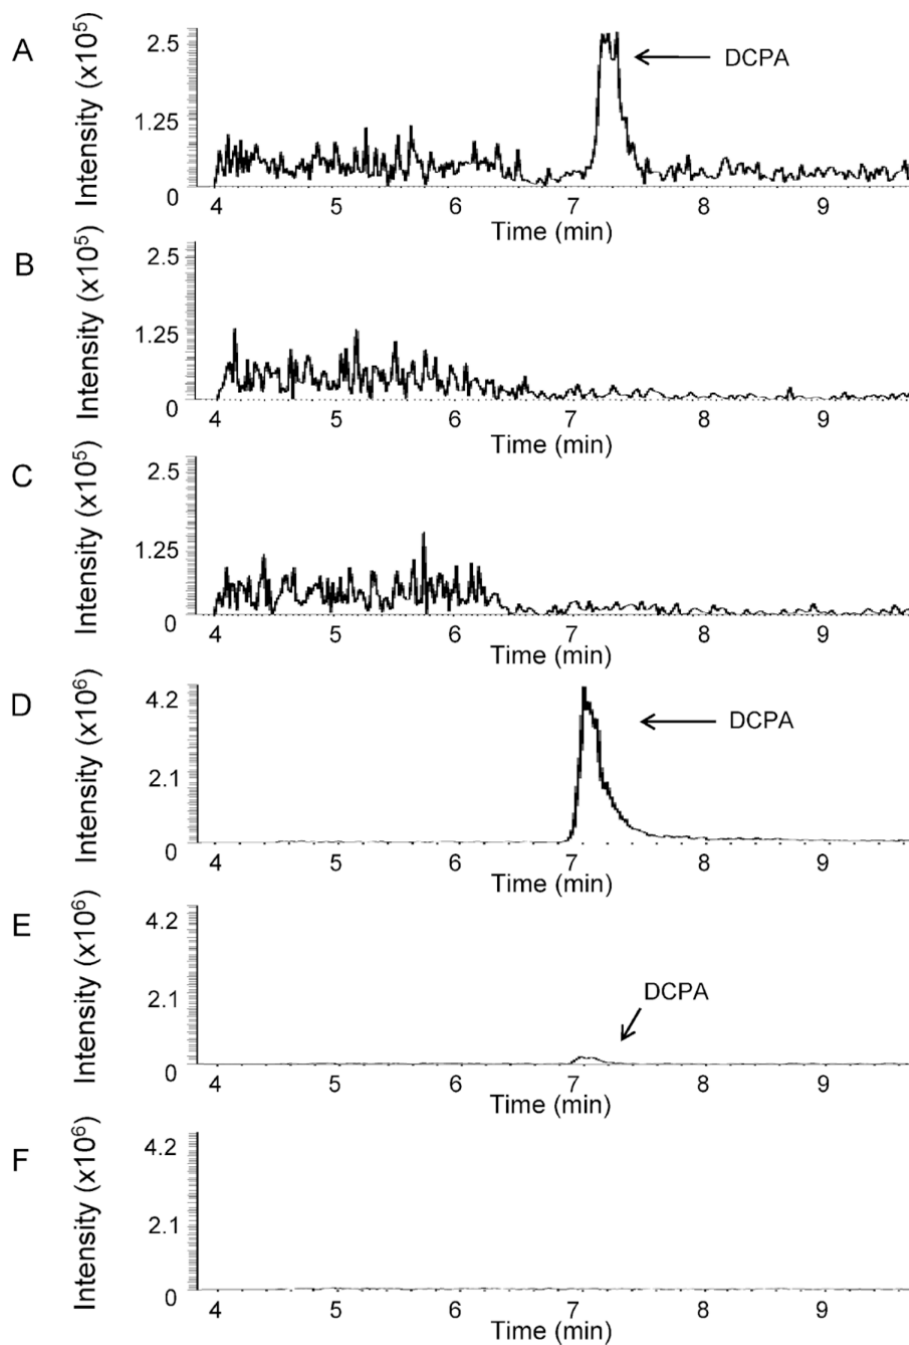 A
Intensity (x10⁵)
2.5
1.25
0
DCPA
4 5 6 7 8 9
Time (min)
B
Intensity (x10⁵)
2.5
1.25
0
4 5 6 7 8 9
Time (min)
C
Intensity (x10⁵)
2.5
1.25
0
4 5 6 7 8 9
Time (min)
D
Intensity (x10⁶)
4.2
2.1
0
DCPA
4 5 6 7 8 9
Time (min)
E
Intensity (x10⁶)
4.2
2.1
0
DCPA
4 5 6 7 8 9
Time (min)
F
Intensity (x10⁶)
4.2
2.1
0
4 5 6 7 8 9
Time (min)